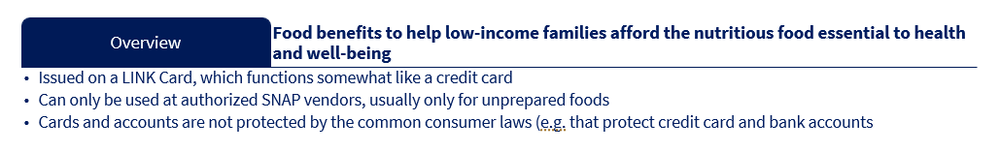 Overview
Food benefits to help low-income families afford the nutritious food essential to health
and well-being
• Issued on a LINK Card, which functions somewhat like a credit card
• Can only be used at authorized SNAP vendors, usually only for unprepared foods
• Cards and accounts are not protected by the common consumer laws (e.g. that protect credit card and bank accounts